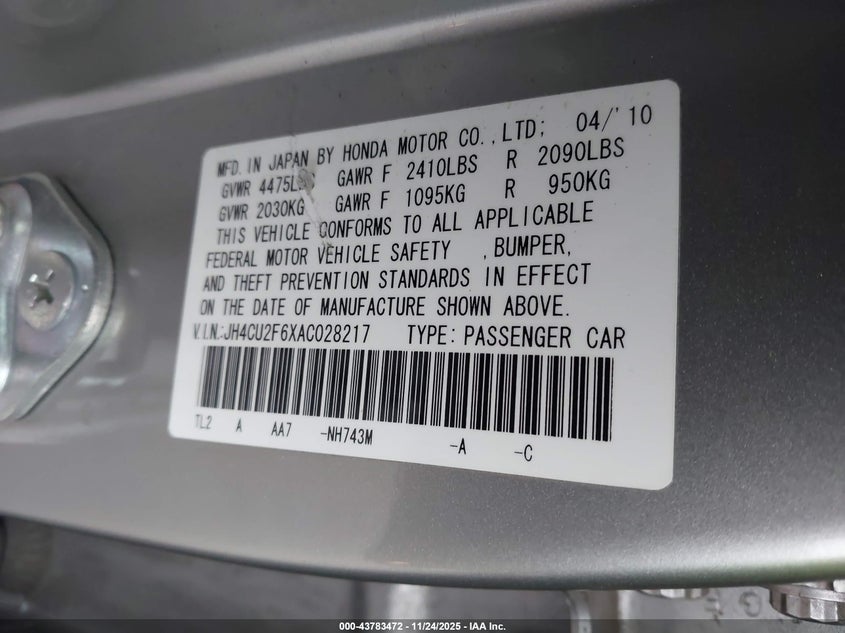 MFD. IN JAPAN BY HONDA MOTOR CO.,LTD; 04/'10
GVWR 4475LBS GAWR F 2410LBS R 2090LBS
GVWR 2030KG GAWR F 1095KG R 950KG
THIS VEHICLE CONFORMS TO ALL APPLICABLE
FEDERAL MOTOR VEHICLE SAFETY ,BUMPER,
AND THEFT PREVENTION STANDARDS IN EFFECT
ON THE DATE OF MANUFACTURE SHOWN ABOVE.
V.I.N.:JH4CU2F6XAC028217 TYPE: PASSENGER CAR
TL2 A AA7 -NH743M -A -C
000-43783472 - 11/24/2025 - IAA Inc.